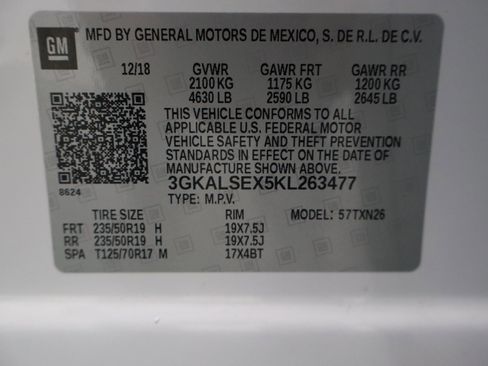 GM
MFD BY GENERAL MOTORS DE MEXICO, S. DE R.L. DE C.V.
12/18 GVWR GAWR FRT GAWR RR
2100 KG 1175 KG 1200 KG
4630 LB 2590 LB 2645 LB
THIS VEHICLE CONFORMS TO ALL
APPLICABLE U.S. FEDERAL MOTOR
VEHICLE SAFETY AND THEFT PREVENTION
STANDARDS IN EFFECT ON THE DATE OF
MANUFACTURE SHOWN ABOVE.
8624
3GKALSEX5KL263477
TYPE: M.P.V.
TIRE SIZE RIM MODEL: 57TXN26
FRT 235/50R19 H 19X7.5J
RR 235/50R19 H 19X7.5J
SPA T125/70R17 M 17X4BT